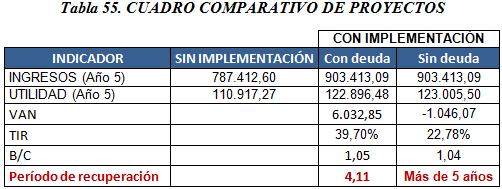 Tabla 55. CUADRO COMPARATIVO DE PROYECTOS
CON IMPLEMENTACIÓN
INDICADOR SIN IMPLEMENTACIÓN Con deuda Sin deuda
INGRESOS (Año 5) 787.412,60 903.413,09 903.413,09
UTILIDAD (Año 5) 110.917,27 122.896,48 123.005,50
VAN 6.032,85 -1.046,07
TIR 39,70% 22,78%
B/C 1,05 1,04
Período de recuperación 4,11 Más de 5 años